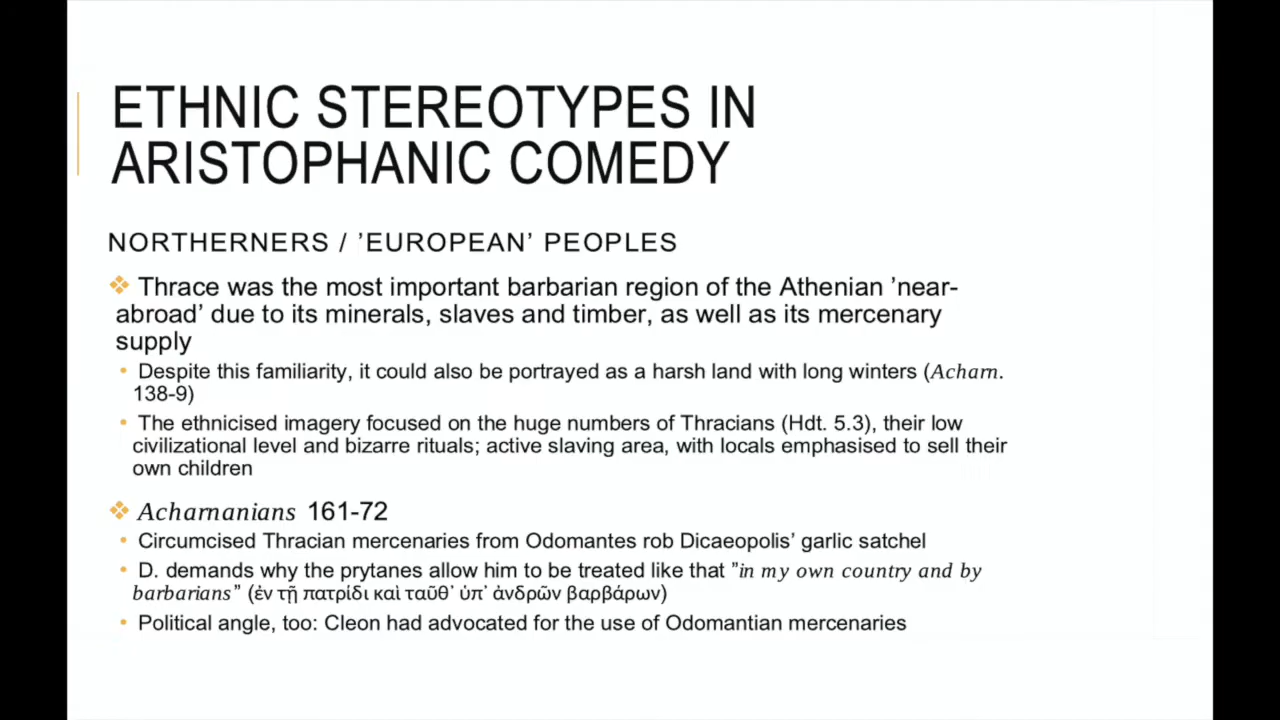 ETHNIC STEREOTYPES IN
ARISTOPHANIC COMEDY
NORTHERNERS / ’EUROPEAN’ PEOPLES
❖ Thrace was the most important barbarian region of the Athenian ’near-
abroad’ due to its minerals, slaves and timber, as well as its mercenary
supply
• Despite this familiarity, it could also be portrayed as a harsh land with long winters (Acharn.
138-9)
• The ethnicised imagery focused on the huge numbers of Thracians (Hdt. 5.3), their low
civilizational level and bizarre rituals; active slaving area, with locals emphasised to sell their
own children
❖ Acharnanians 161-72
• Circumcised Thracian mercenaries from Odomantes rob Dicaeopolis’ garlic satchel
• D. demands why the prytanes allow him to be treated like that ”in my own country and by
barbarians” (ἐν τῇ πατρίδι καὶ ταῦθ᾽ ὑπ᾽ ἀνδρῶν βαρβάρων)
• Political angle, too: Cleon had advocated for the use of Odomantian mercenaries